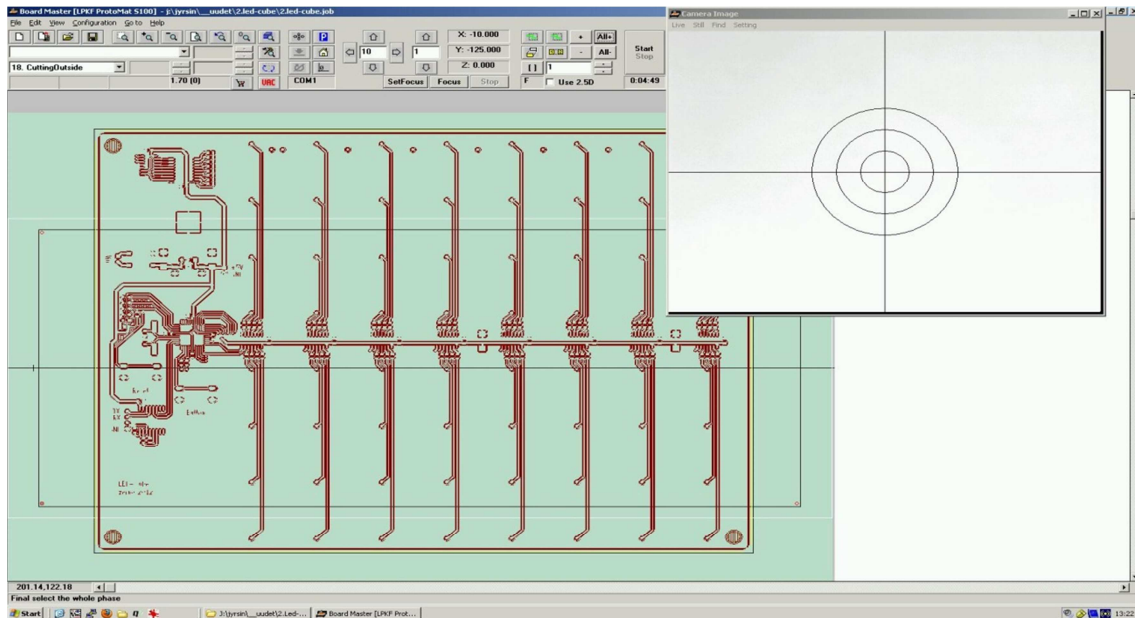 Board Master [LPKF ProtoMat S100] - j:\jyrsin\__uudet\2.led-cube\2.led-cube.job
File Edit View Configuration Go to Help
10
1
X: -10.000
Y: -125.000
Z: 0.000
+
All+
-
All-
Start
Stop
18. CuttingOutside
[ ]
1
1.70 (0)
VAC
COM1
SetFocus
Focus
Stop
F
Use 2.5D
0:04:49
Camera Image
Live Still Find Setting
201.14,122.18
Final select the whole phase
Start
J:\jyrsin\__uudet\2.Led-...
Board Master [LPKF Prot...
13:22